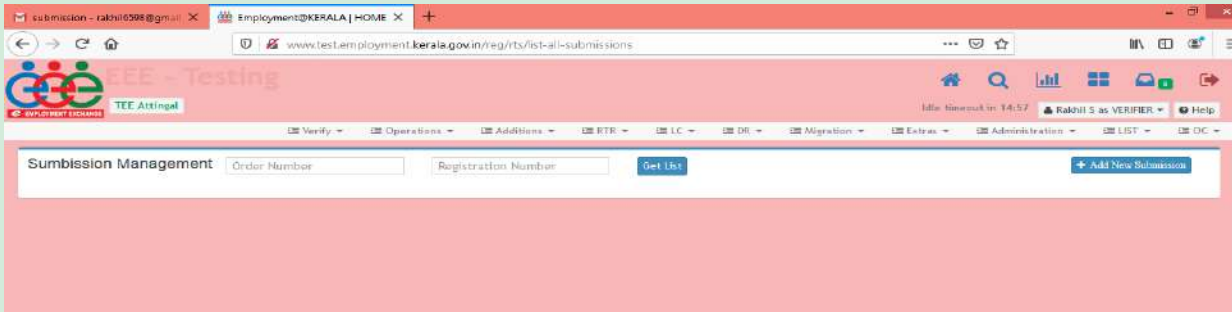 submission - rakhil6598@gmail
Employment@KERALA | HOME
www.test.employment.kerala.gov.in/reg/rts/list-all-submissions
EEE - Testing
TEE Attingal
e-EMPLOYMENT EXCHANGE
Idle timeout in 14:57
Rakhil S as VERIFIER
Help
Verify Operations Additions RTR LC DR Migration Extras Administration LIST OC
Sumbission Management Order Number Registration Number Get List + Add New Submission